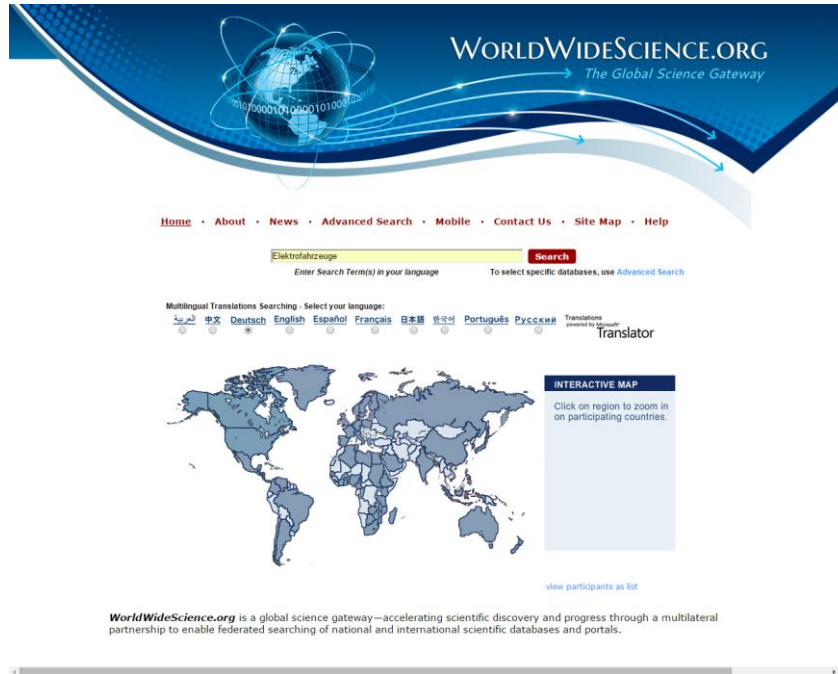 WORLDWIDESCIENCE.ORG
The Global Science Gateway
Home · About · News · Advanced Search · Mobile · Contact Us · Site Map · Help
Elektrofahrzeuge Search
Enter Search Term(s) in your language To select specific databases, use Advanced Search
Multilingual Translations Searching - Select your language:
العربية 中文 Deutsch English Español Français 日本語 한국어 Português Русский
Translations
powered by Microsoft®
Translator
INTERACTIVE MAP
Click on region to zoom in
on participating countries.
view participants as list
WorldWideScience.org is a global science gateway—accelerating scientific discovery and progress through a multilateral
partnership to enable federated searching of national and international scientific databases and portals.